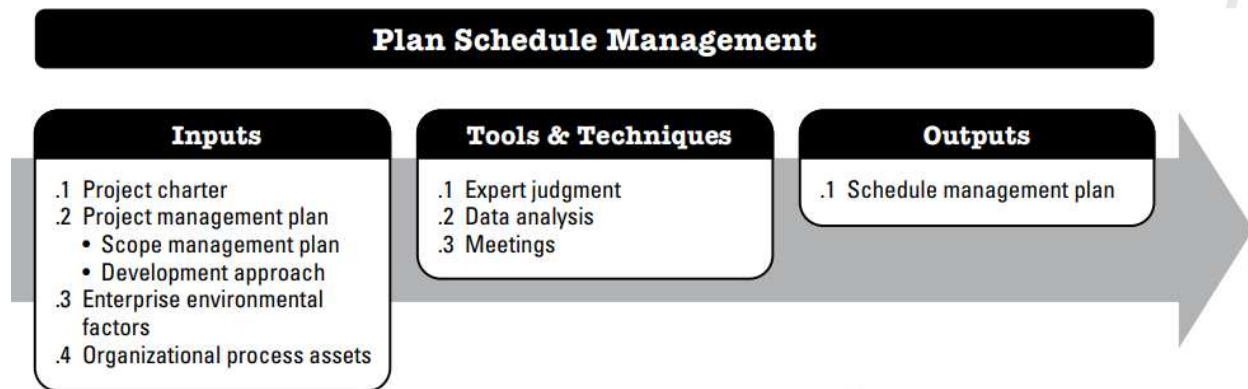 Plan Schedule Management
Inputs
.1 Project charter
.2 Project management plan
• Scope management plan
• Development approach
.3 Enterprise environmental
factors
.4 Organizational process assets
Tools & Techniques
.1 Expert judgment
.2 Data analysis
.3 Meetings
Outputs
.1 Schedule management plan